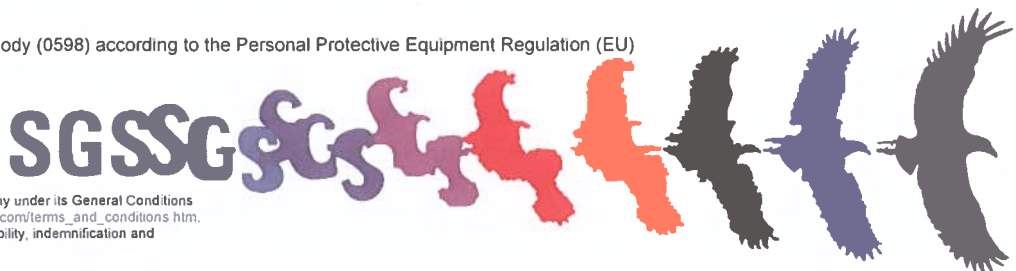 ody (0598) according to the Personal Protective Equipment Regulation (EU)
SGSSG
ny under its General Conditions
com/terms_and_conditions htm.
bility, indemnification and